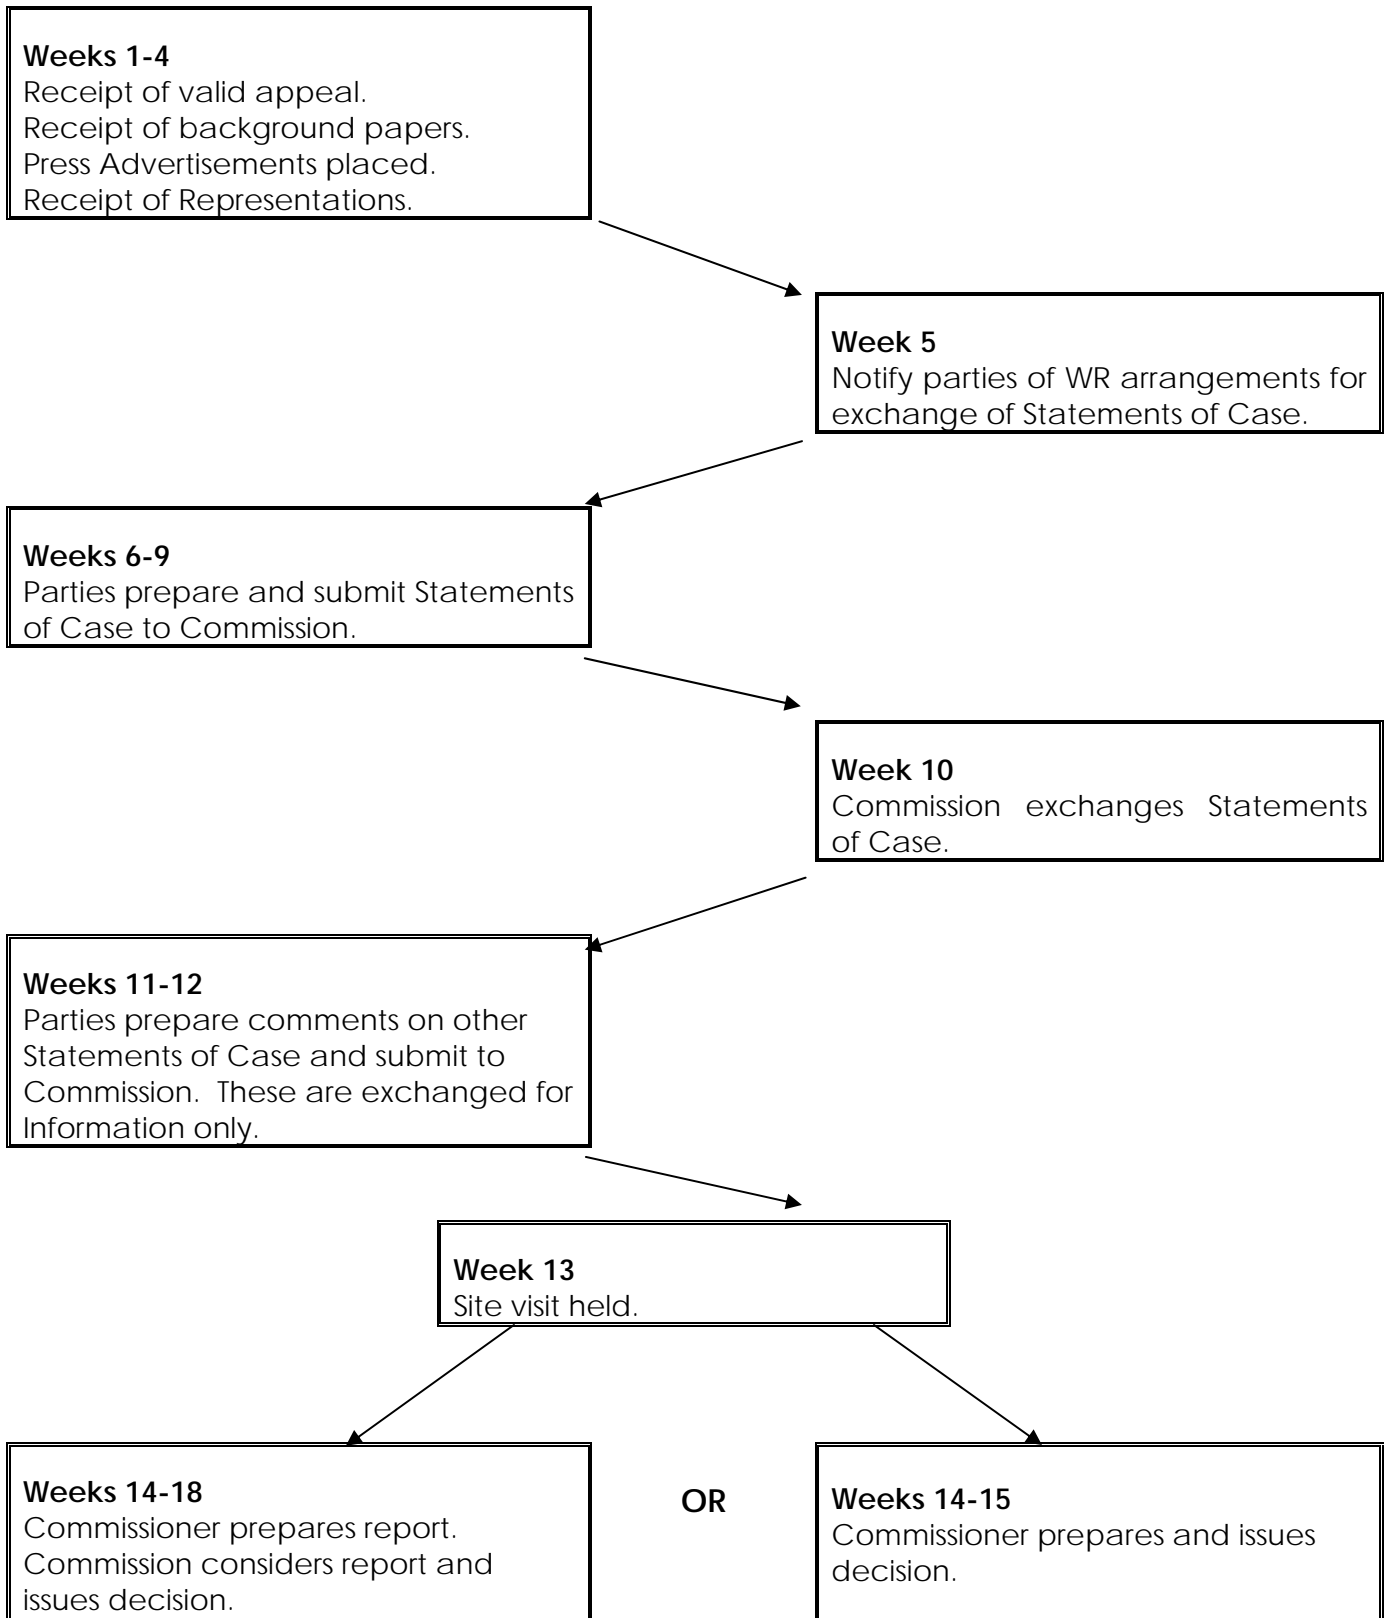 Weeks 1-4
Receipt of valid appeal.
Receipt of background papers.
Press Advertisements placed.
Receipt of Representations.
Week 5
Notify parties of WR arrangements for
exchange of Statements of Case.
Weeks 6-9
Parties prepare and submit Statements
of Case to Commission.
Week 10
Commission exchanges Statements
of Case.
Weeks 11-12
Parties prepare comments on other
Statements of Case and submit to
Commission. These are exchanged for
Information only.
Week 13
Site visit held.
Weeks 14-18
Commissioner prepares report.
Commission considers report and
issues decision.
OR
Weeks 14-15
Commissioner prepares and issues
decision.